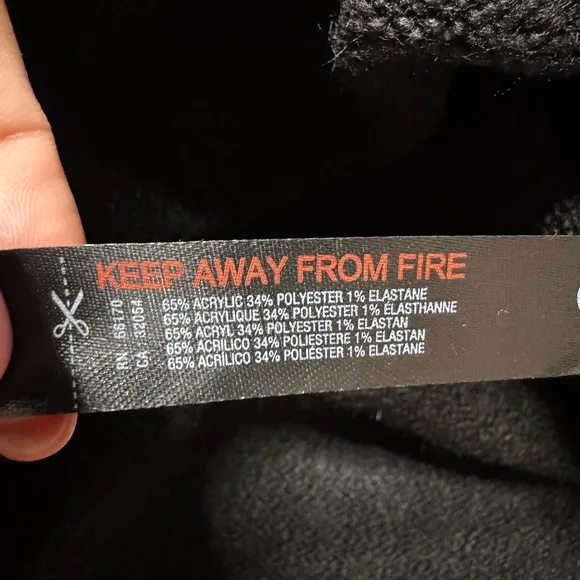 KEEP AWAY FROM FIRE
RN 66170
CA 32054
65% ACRYLIC 34% POLYESTER 1% ELASTANE
65% ACRYLIQUE 34% POLYESTER 1% ÉLASTHANNE
65% ACRYL 34% POLYESTER 1% ELASTAN
65% ACRILICO 34% POLIESTERE 1% ELASTAN
65% ACRÍLICO 34% POLIÉSTER 1% ELASTANE